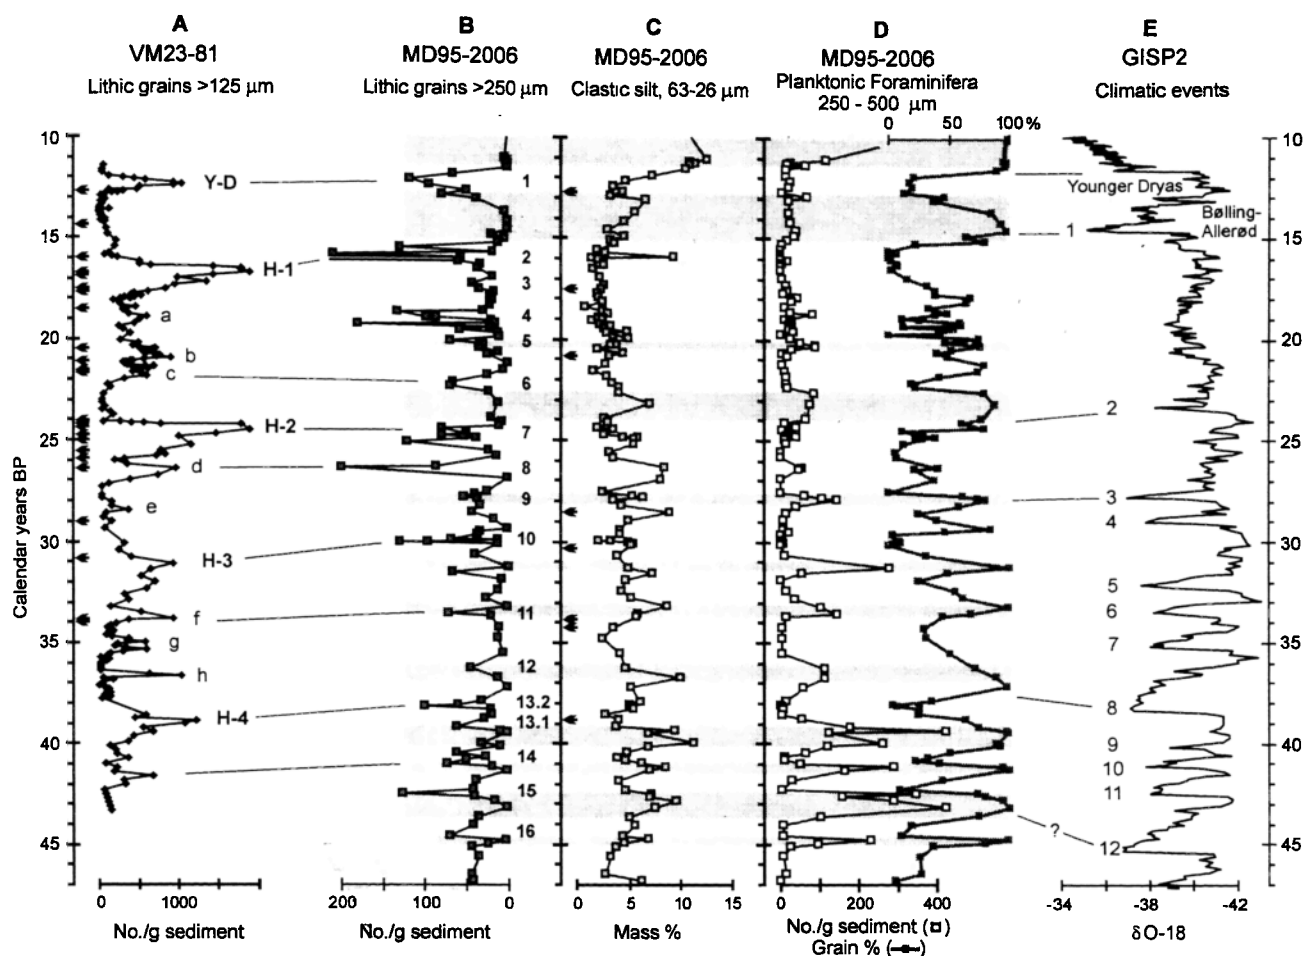 A B C D E
VM23-81 MD95-2006 MD95-2006 MD95-2006 GISP2
Lithic grains >125 μm Lithic grains >250 μm Clastic silt, 63-26 μm Planktonic Foraminifera 250 - 500 μm Climatic events
0 50 100 %
10 10
Y-D 1 Younger Dryas
Bølling-
Allerød
15 1 15
H-1 2
3
a 4
20 5 20
b
c 6
H-2 7 2
25 25
d 8
e 9 3
4
30 10 30
H-3
5
f 11 6
g 7
35 35
h 12
13.2 8
H-4 13.1
40 9 40
14 10
15 11
16 ?
45 12 45
Calendar years BP
0 1000 200 100 0 0 5 10 15 0 200 400 -34 -38 -42
No./g sediment No./g sediment Mass % No./g sediment (□) δO-18
Grain % (–■–)